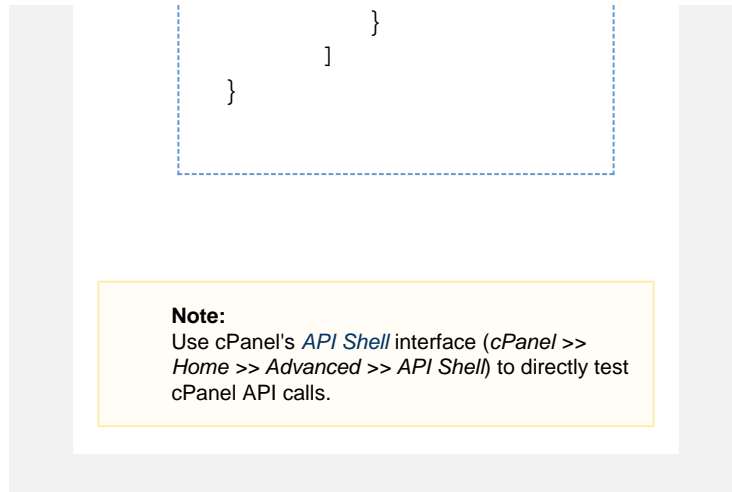 }
]
}
Note:
Use cPanel's API Shell interface (cPanel >>
Home >> Advanced >> API Shell) to directly test
cPanel API calls.